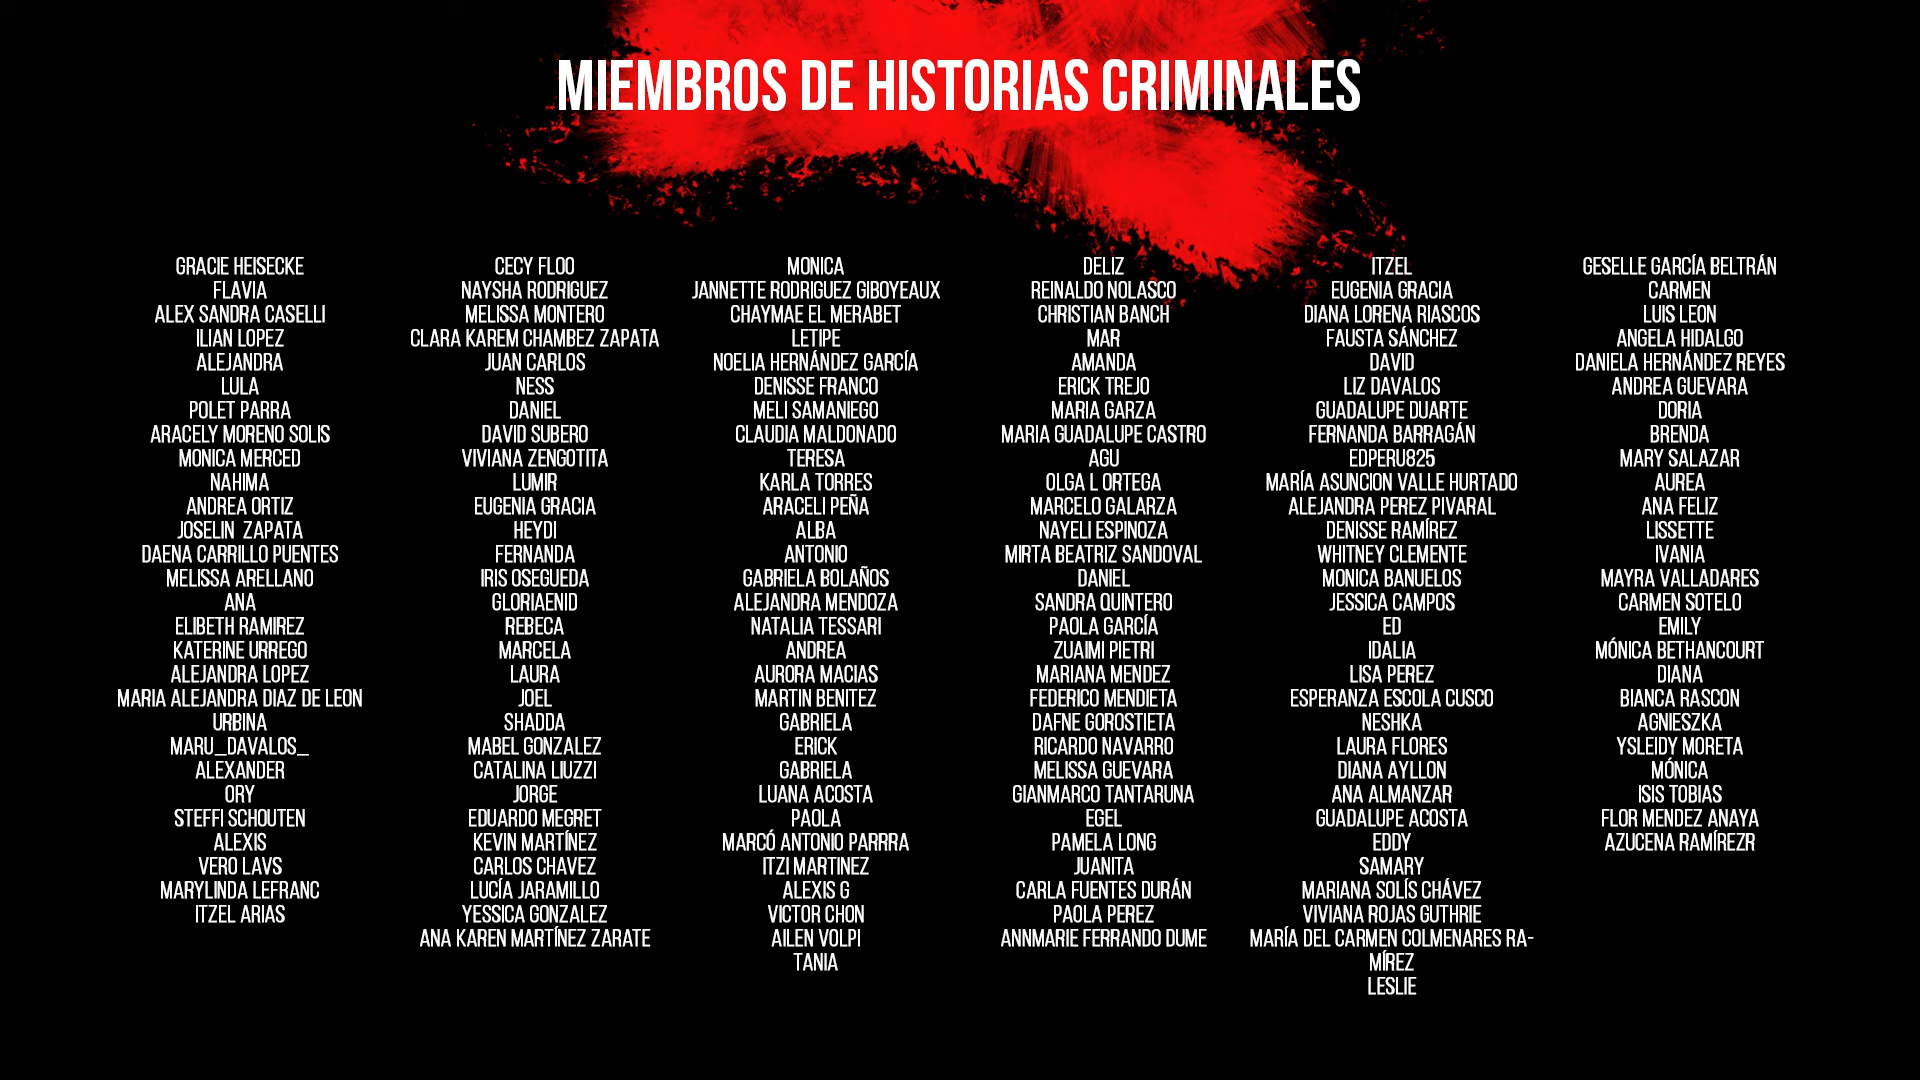 MIEMBROS DE HISTORIAS CRIMINALES
GRACIE HEISECKE
FLAVIA
ALEX SANDRA CASELLI
ILIAN LOPEZ
ALEJANDRA
LULA
POLET PARRA
ARACELY MORENO SOLIS
MONICA MERCED
NAHIMA
ANDREA ORTIZ
JOSELIN  ZAPATA
DAENA CARRILLO PUENTES
MELISSA ARELLANO
ANA
ELIBETH RAMIREZ
KATERINE URREGO
ALEJANDRA LOPEZ
MARIA ALEJANDRA DIAZ DE LEON
URBINA
MARU_DAVALOS_
ALEXANDER
ORY
STEFFI SCHOUTEN
ALEXIS
VERO LAVS
MARYLINDA LEFRANC
ITZEL ARIAS
CECY FLOO
NAYSHA RODRIGUEZ
MELISSA MONTERO
CLARA KAREM CHAMBEZ ZAPATA
JUAN CARLOS
NESS
DANIEL
DAVID SUBERO
VIVIANA ZENGOTITA
LUMIR
EUGENIA GRACIA
HEYDI
FERNANDA
IRIS OSEGUEDA
GLORIAENID
REBECA
MARCELA
LAURA
JOEL
SHADDA
MABEL GONZALEZ
CATALINA LIUZZI
JORGE
EDUARDO MEGRET
KEVIN MARTÍNEZ
CARLOS CHAVEZ
LUCÍA JARAMILLO
YESSICA GONZALEZ
ANA KAREN MARTÍNEZ ZARATE
MONICA
JANNETTE RODRIGUEZ GIBOYEAUX
CHAYMAE EL MERABET
LETIPE
NOELIA HERNÁNDEZ GARCÍA
DENISSE FRANCO
MELI SAMANIEGO
CLAUDIA MALDONADO
TERESA
KARLA TORRES
ARACELI PEÑA
ALBA
ANTONIO
GABRIELA BOLAÑOS
ALEJANDRA MENDOZA
NATALIA TESSARI
ANDREA
AURORA MACIAS
MARTIN BENITEZ
GABRIELA
ERICK
GABRIELA
LUANA ACOSTA
PAOLA
MARCÓ ANTONIO PARRRA
ITZI MARTINEZ
ALEXIS G
VICTOR CHON
AILEN VOLPI
TANIA
DELIZ
REINALDO NOLASCO
CHRISTIAN BANCH
MAR
AMANDA
ERICK TREJO
MARIA GARZA
MARIA GUADALUPE CASTRO
AGU
OLGA L ORTEGA
MARCELO GALARZA
NAYELI ESPINOZA
MIRTA BEATRIZ SANDOVAL
DANIEL
SANDRA QUINTERO
PAOLA GARCÍA
ZUAIMI PIETRI
MARIANA MENDEZ
FEDERICO MENDIETA
DAFNE GOROSTIETA
RICARDO NAVARRO
MELISSA GUEVARA
GIANMARCO TANTARUNA
EGEL
PAMELA LONG
JUANITA
CARLA FUENTES DURÁN
PAOLA PEREZ
ANNMARIE FERRANDO DUME
ITZEL
EUGENIA GRACIA
DIANA LORENA RIASCOS
FAUSTA SÁNCHEZ
DAVID
LIZ DAVALOS
GUADALUPE DUARTE
FERNANDA BARRAGÁN
EDPERU825
MARÍA ASUNCION VALLE HURTADO
ALEJANDRA PEREZ PIVARAL
DENISSE RAMÍREZ
WHITNEY CLEMENTE
MONICA BANUELOS
JESSICA CAMPOS
ED
IDALIA
LISA PEREZ
ESPERANZA ESCOLA CUSCO
NESHKA
LAURA FLORES
DIANA AYLLON
ANA ALMANZAR
GUADALUPE ACOSTA
EDDY
SAMARY
MARIANA SOLÍS CHÁVEZ
VIVIANA ROJAS GUTHRIE
MARÍA DEL CARMEN COLMENARES RA-
MÍREZ
LESLIE
GESELLE GARCÍA BELTRÁN
CARMEN
LUIS LEON
ANGELA HIDALGO
DANIELA HERNÁNDEZ REYES
ANDREA GUEVARA
DORIA
BRENDA
MARY SALAZAR
AUREA
ANA FELIZ
LISSETTE
IVANIA
MAYRA VALLADARES
CARMEN SOTELO
EMILY
MÓNICA BETHANCOURT
DIANA
BIANCA RASCON
AGNIESZKA
YSLEIDY MORETA
MÓNICA
ISIS TOBIAS
FLOR MENDEZ ANAYA
AZUCENA RAMÍREZR